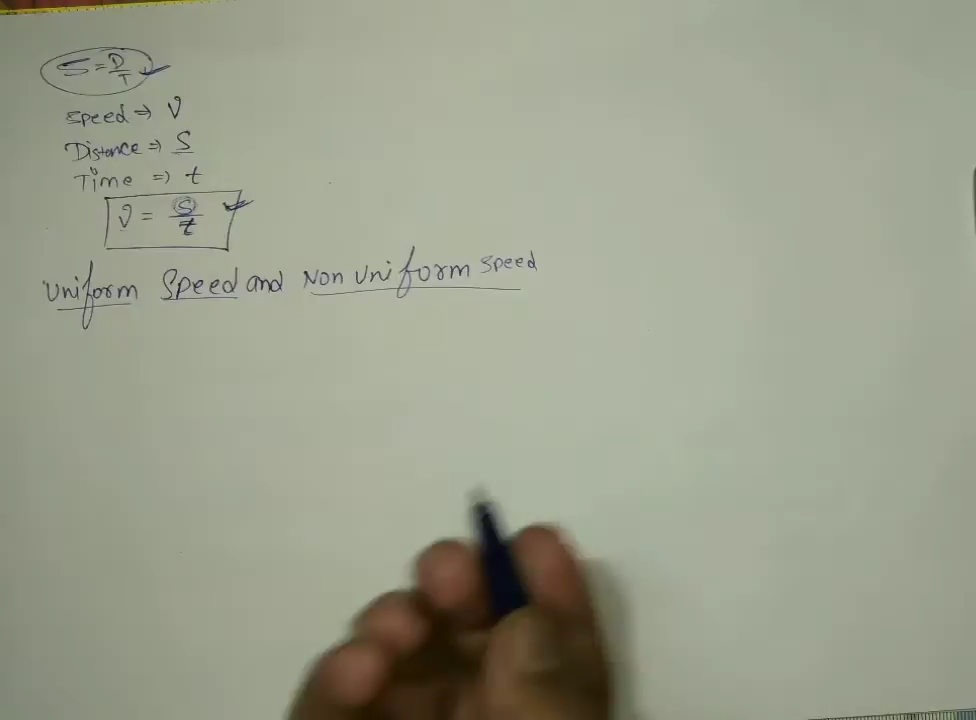 S = D/T
Speed => v
Distance => S
Time => t
v = s/t
Uniform Speed and Non Uniform Speed